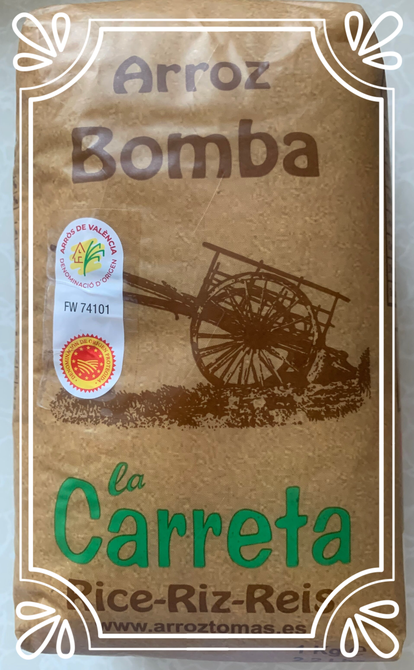 Arroz
Bomba
ARRÒS DE VALÈNCIA
DENOMINACIÓ D'ORIGEN
FW 74101
la
Carreta
Rice-Riz-Reis
www.arroztomas.es